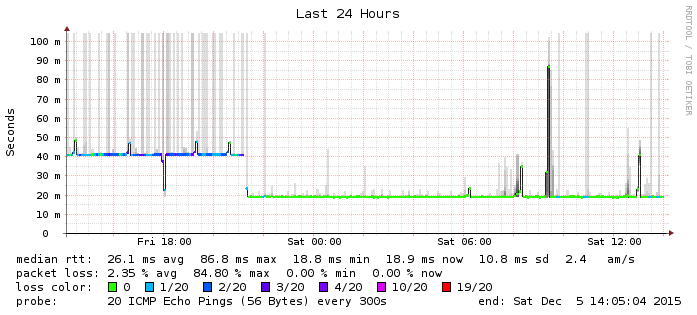 Last 24 Hours
RRDTOOL / TOBI OETIKER
Seconds
100 m
90 m
80 m
70 m
60 m
50 m
40 m
30 m
20 m
10 m
0
Fri 18:00 Sat 00:00 Sat 06:00 Sat 12:00
median rtt: 26.1 ms avg 86.8 ms max 18.8 ms min 18.9 ms now 10.8 ms sd 2.4 am/s
packet loss: 2.35 % avg 84.80 % max 0.00 % min 0.00 % now
loss color: 0 1/20 2/20 3/20 4/20 10/20 19/20
probe: 20 ICMP Echo Pings (56 Bytes) every 300s end: Sat Dec 5 14:05:04 2015